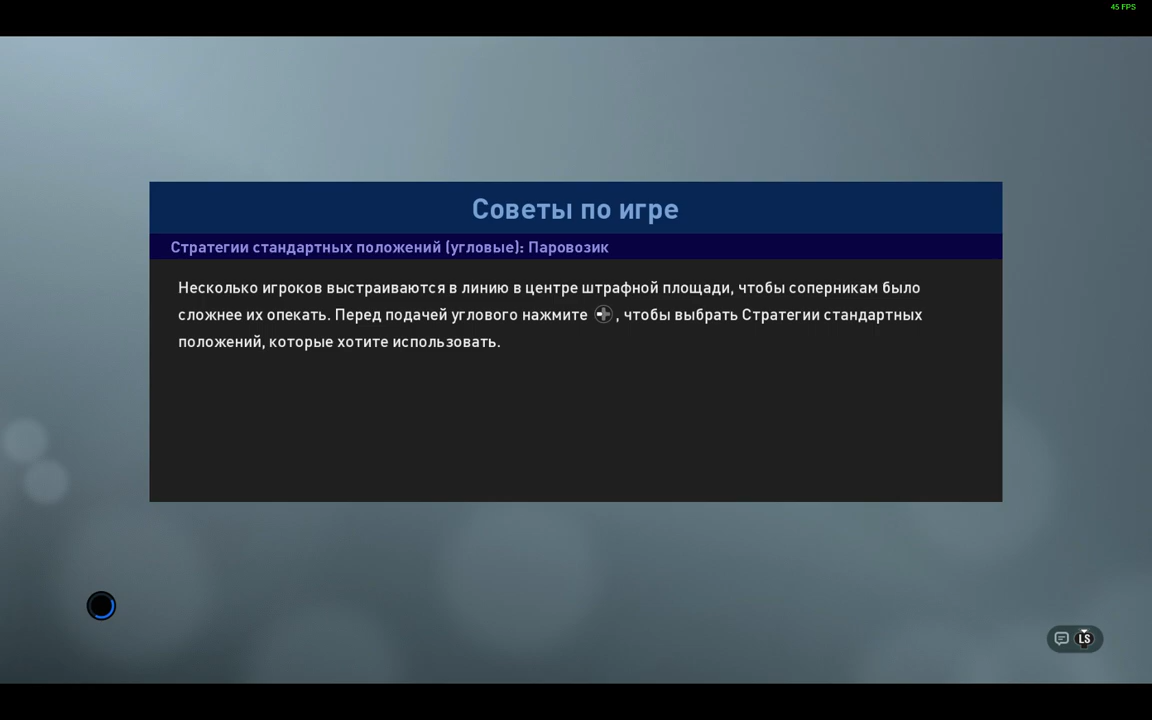 45 FPS
Советы по игре
Стратегии стандартных положений (угловые): Паровозик
Несколько игроков выстраиваются в линию в центре штрафной площади, чтобы соперникам было
сложнее их опекать. Перед подачей углового нажмите , чтобы выбрать Стратегии стандартных
положений, которые хотите использовать.
LS